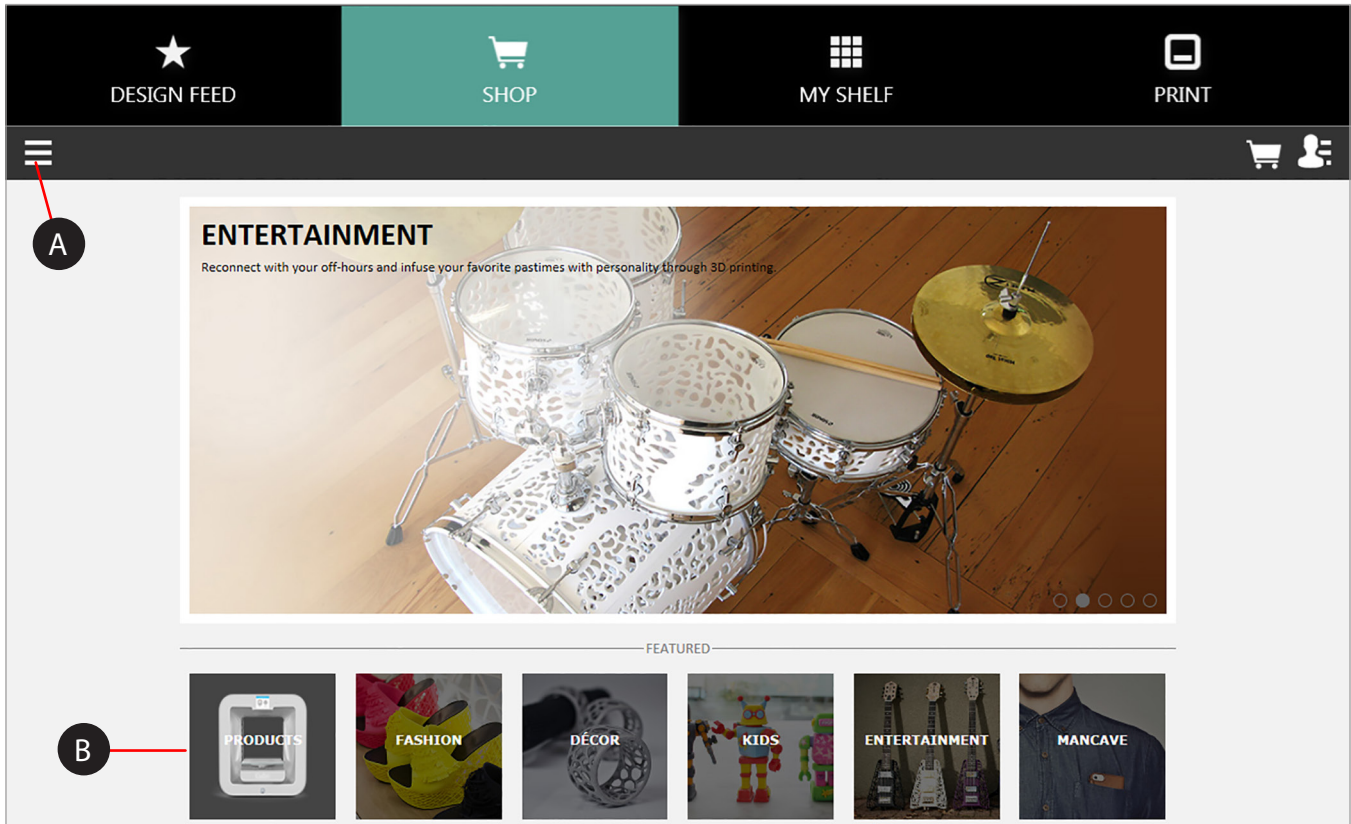 DESIGN FEED
SHOP
MY SHELF
PRINT
A
ENTERTAINMENT
Reconnect with your off-hours and infuse your favorite pastimes with personality through 3D printing.
FEATURED
B
PRODUCTS
FASHION
DÉCOR
KIDS
ENTERTAINMENT
MANCAVE